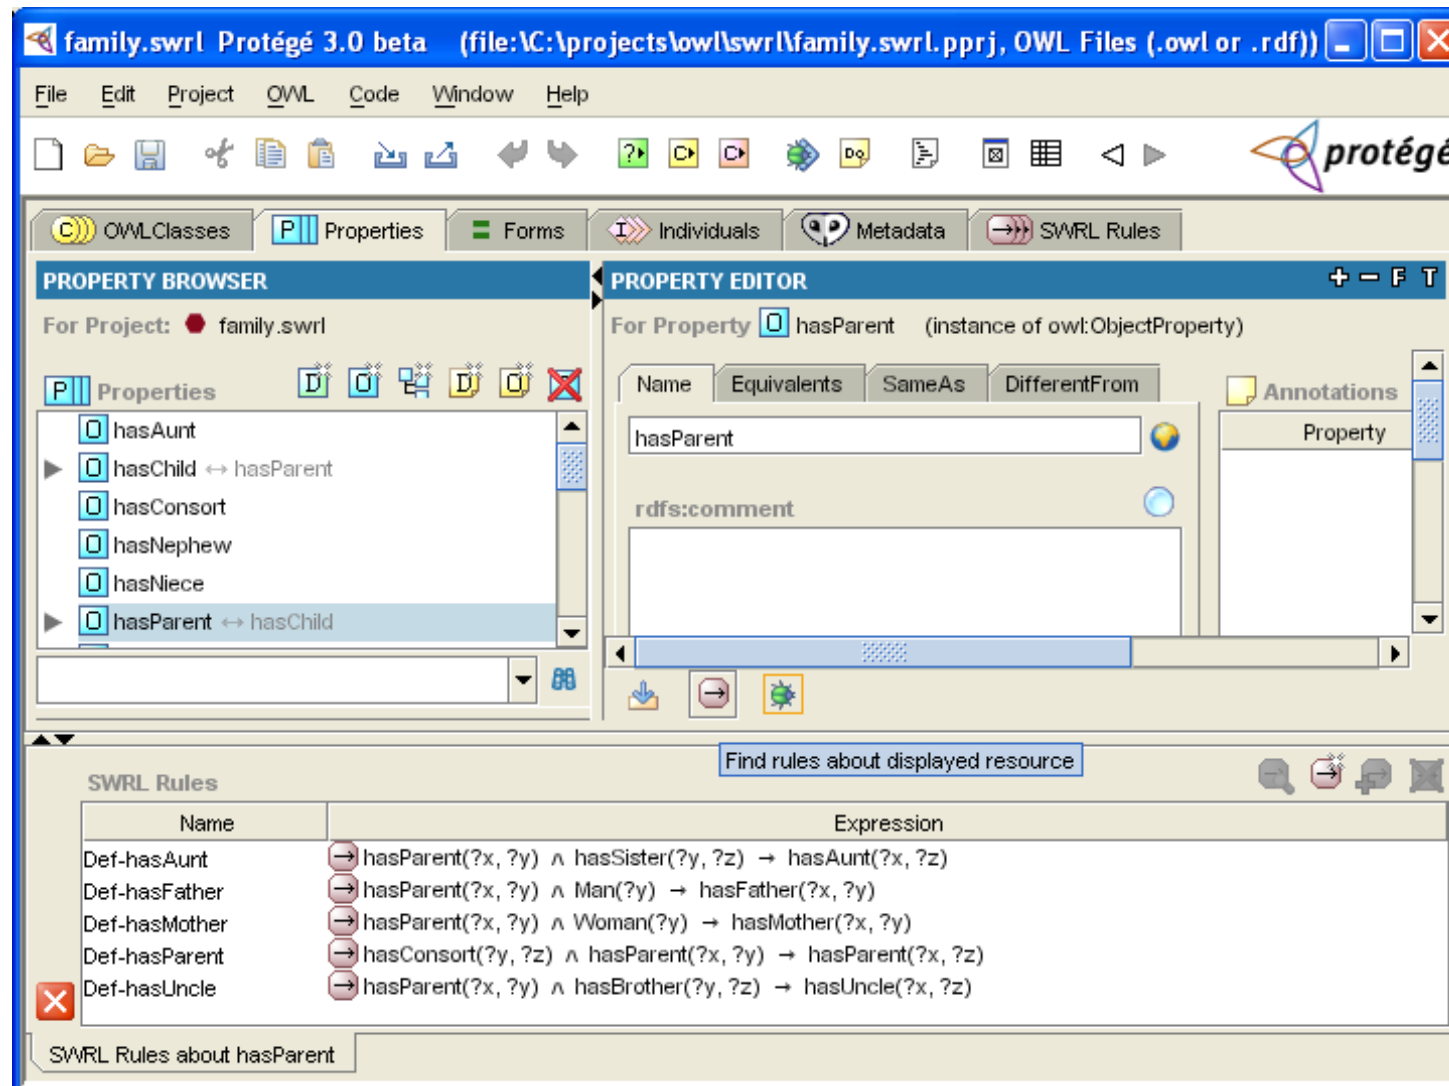 family.swrl Protégé 3.0 beta (file:\C:\projects\owl\swrl\family.swrl.pprj, OWL Files (.owl or .rdf))
File Edit Project OWL Code Window Help
protégé
OWLClasses Properties Forms Individuals Metadata SWRL Rules
PROPERTY BROWSER
For Project: family.swrl
Properties
hasAunt
hasChild ↔ hasParent
hasConsort
hasNephew
hasNiece
hasParent ↔ hasChild
PROPERTY EDITOR
For Property hasParent (instance of owl:ObjectProperty)
Name Equivalents SameAs DifferentFrom
hasParent
rdfs:comment
Annotations
Property
Find rules about displayed resource
SWRL Rules
Name Expression
Def-hasAunt hasParent(?x, ?y) ∧ hasSister(?y, ?z) → hasAunt(?x, ?z)
Def-hasFather hasParent(?x, ?y) ∧ Man(?y) → hasFather(?x, ?y)
Def-hasMother hasParent(?x, ?y) ∧ Woman(?y) → hasMother(?x, ?y)
Def-hasParent hasConsort(?y, ?z) ∧ hasParent(?x, ?y) → hasParent(?x, ?z)
Def-hasUncle hasParent(?x, ?y) ∧ hasBrother(?y, ?z) → hasUncle(?x, ?z)
SWRL Rules about hasParent